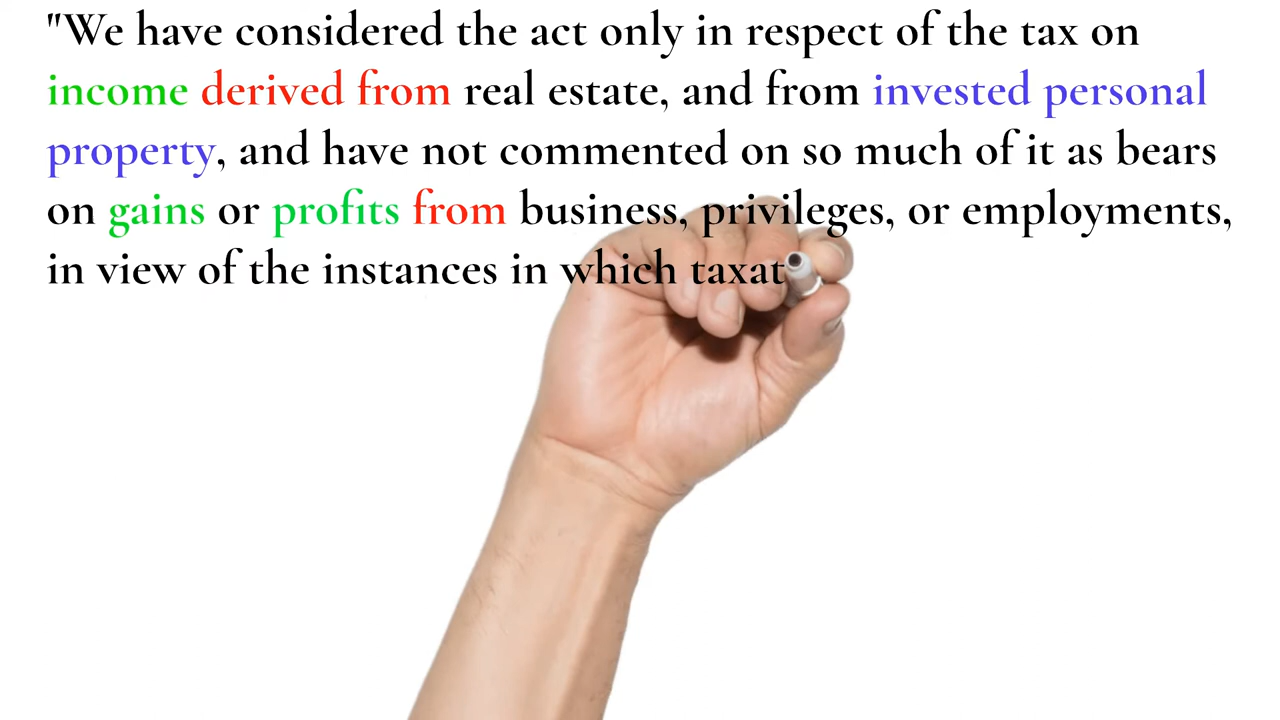 "We have considered the act only in respect of the tax on
income derived from real estate, and from invested personal
property, and have not commented on so much of it as bears
on gains or profits from business, privileges, or employments,
in view of the instances in which taxat